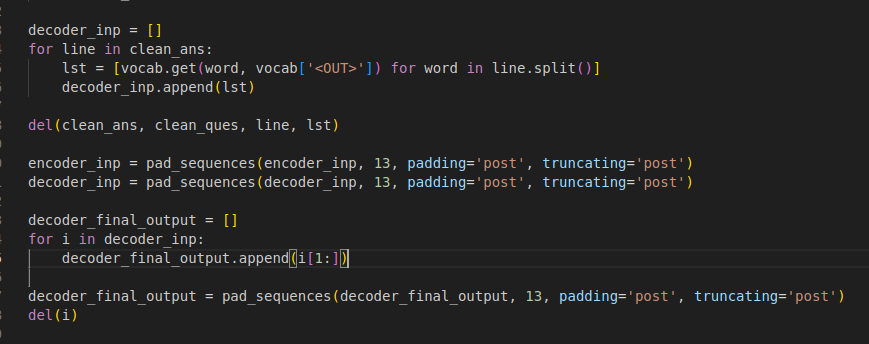 decoder_inp = []
for line in clean_ans:
    lst = [vocab.get(word, vocab['<OUT>']) for word in line.split()]
    decoder_inp.append(lst)
del(clean_ans, clean_ques, line, lst)
encoder_inp = pad_sequences(encoder_inp, 13, padding='post', truncating='post')
decoder_inp = pad_sequences(decoder_inp, 13, padding='post', truncating='post')
decoder_final_output = []
for i in decoder_inp:
    decoder_final_output.append(i[1:])
decoder_final_output = pad_sequences(decoder_final_output, 13, padding='post', truncating='post')
del(i)